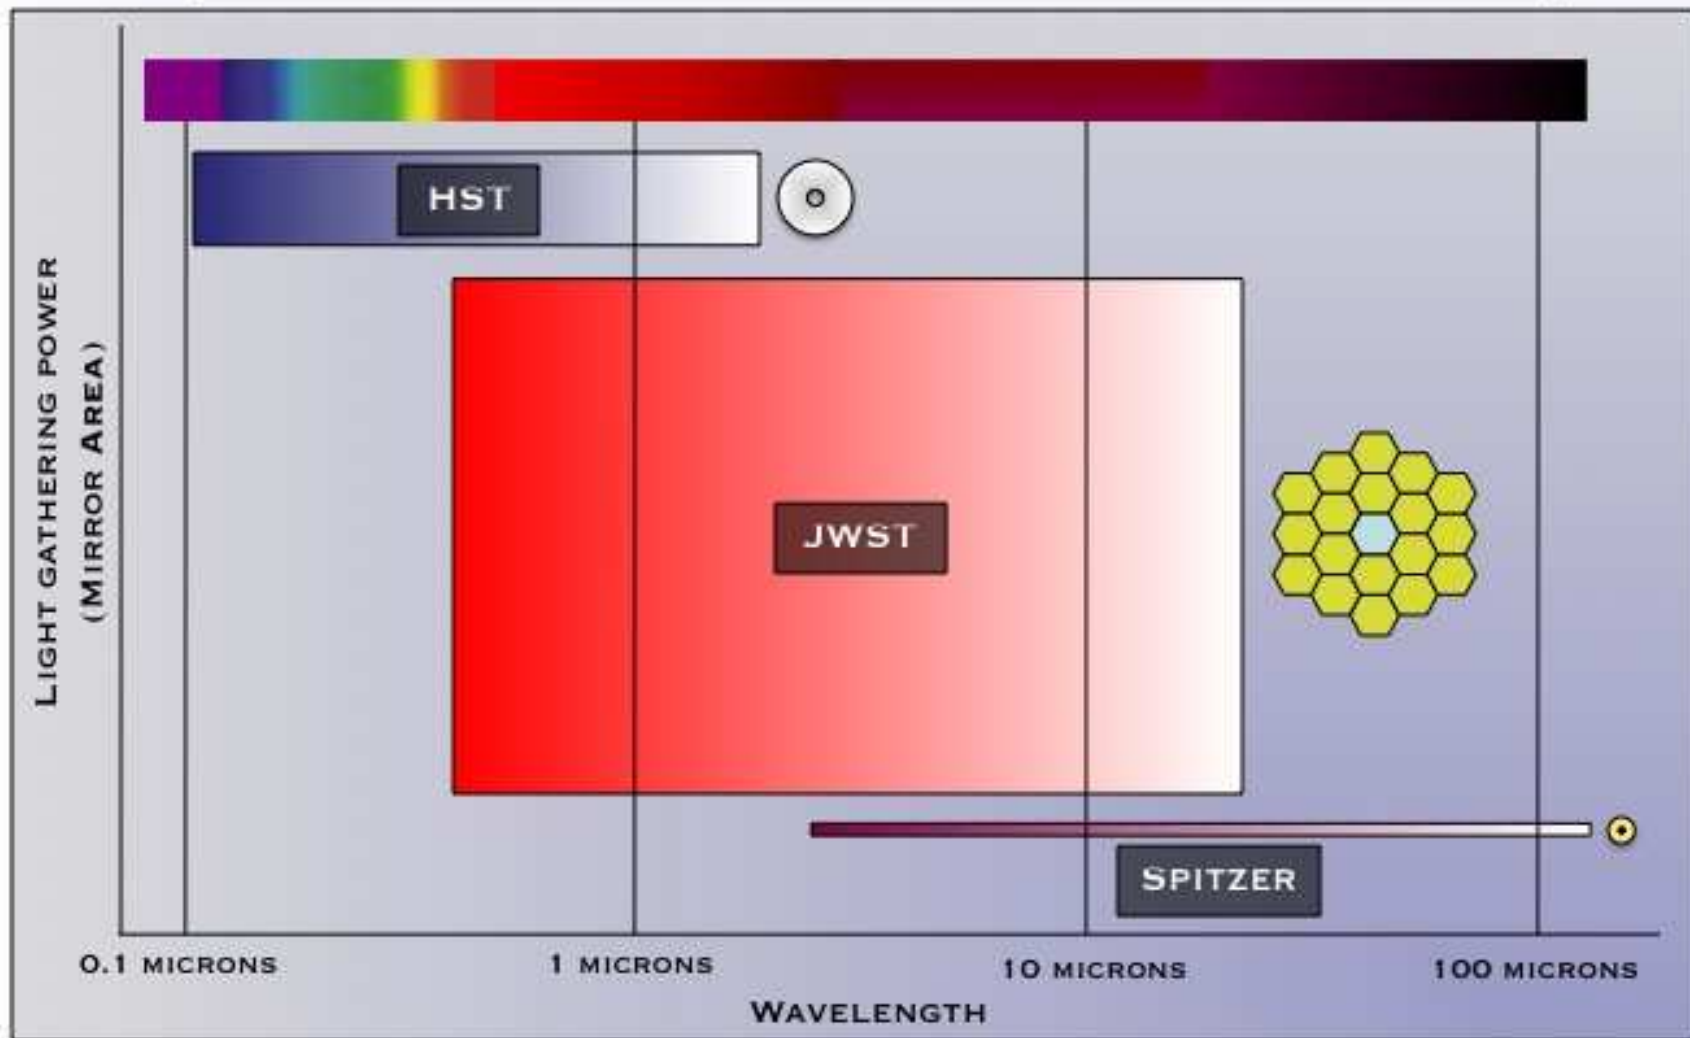 HST
JWST
SPITZER
LIGHT GATHERING POWER
(MIRROR AREA)
0.1 MICRONS
1 MICRONS
10 MICRONS
100 MICRONS
WAVELENGTH